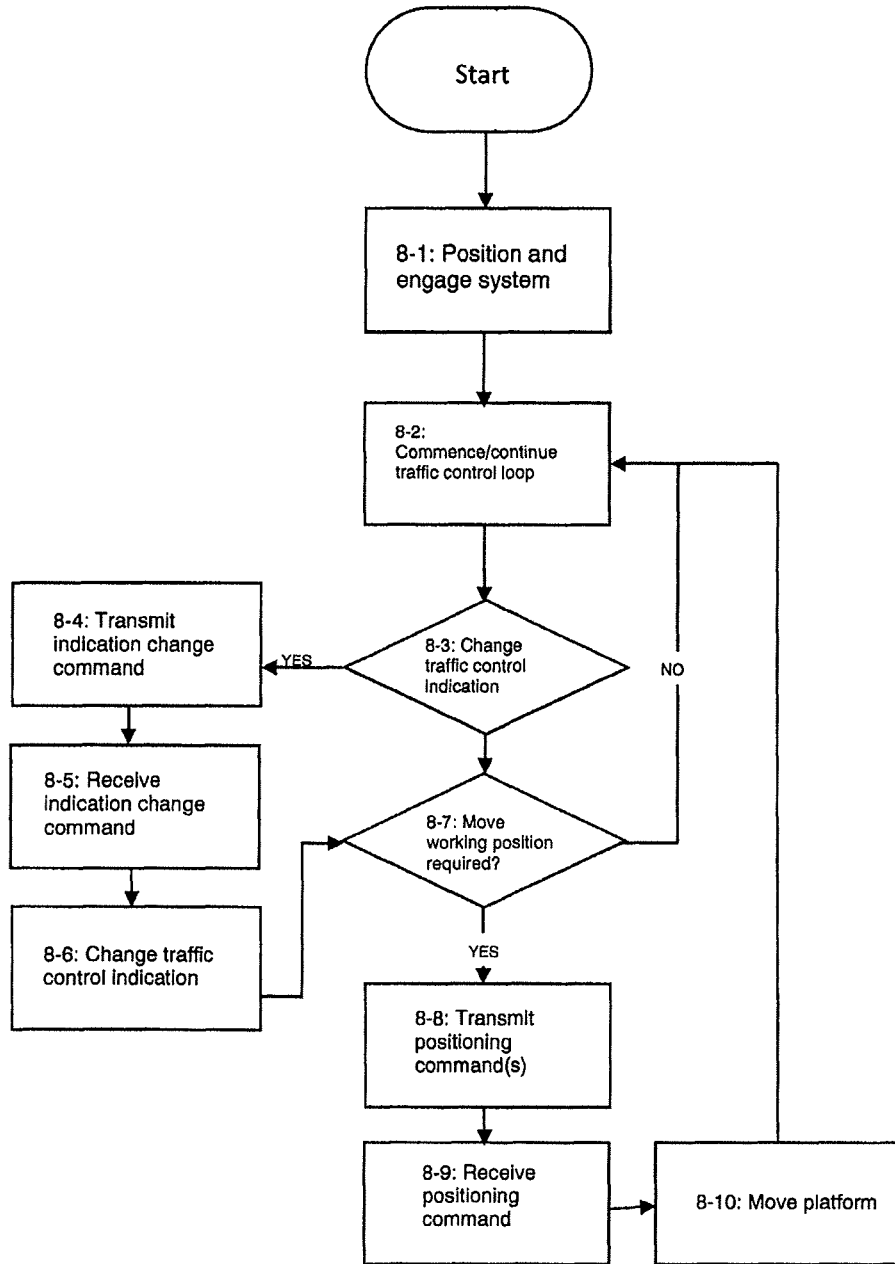 Start
8-1: Position and
engage system
8-2:
Commence/continue
traffic control loop
8-3: Change
traffic control
indication
YES
8-4: Transmit
indication change
command
8-5: Receive
indication change
command
8-6: Change traffic
control indication
NO
8-7: Move
working position
required?
YES
8-8: Transmit
positioning
command(s)
8-9: Receive
positioning
command
8-10: Move platform